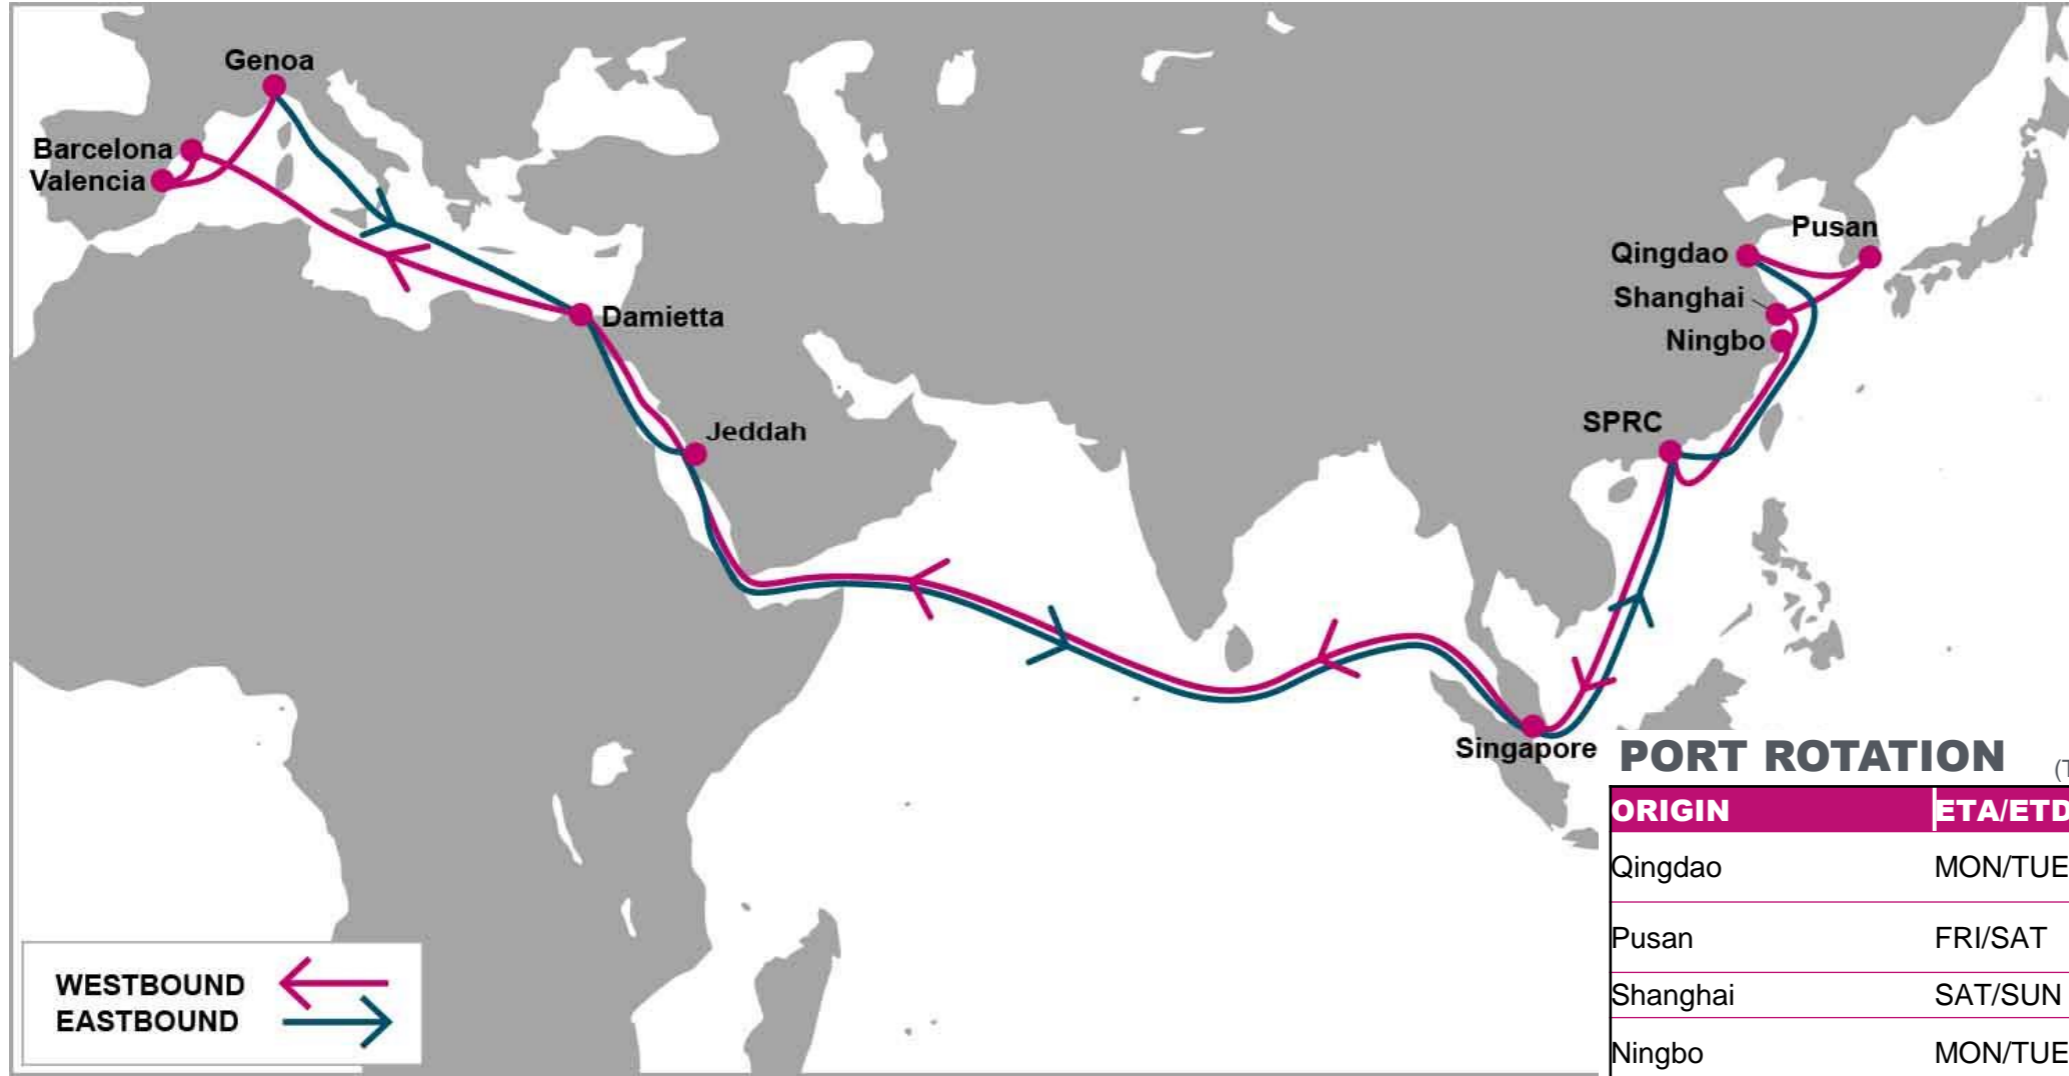 Genoa
Barcelona
Valencia
Damietta
Jeddah
Pusan
Qingdao
Shanghai
Ningbo
SPRC
Singapore
WESTBOUND
EASTBOUND
PORT ROTATION (T
ORIGIN ETA/ETD
Qingdao MON/TUE
Pusan FRI/SAT
Shanghai SAT/SUN
Ningbo MON/TUE